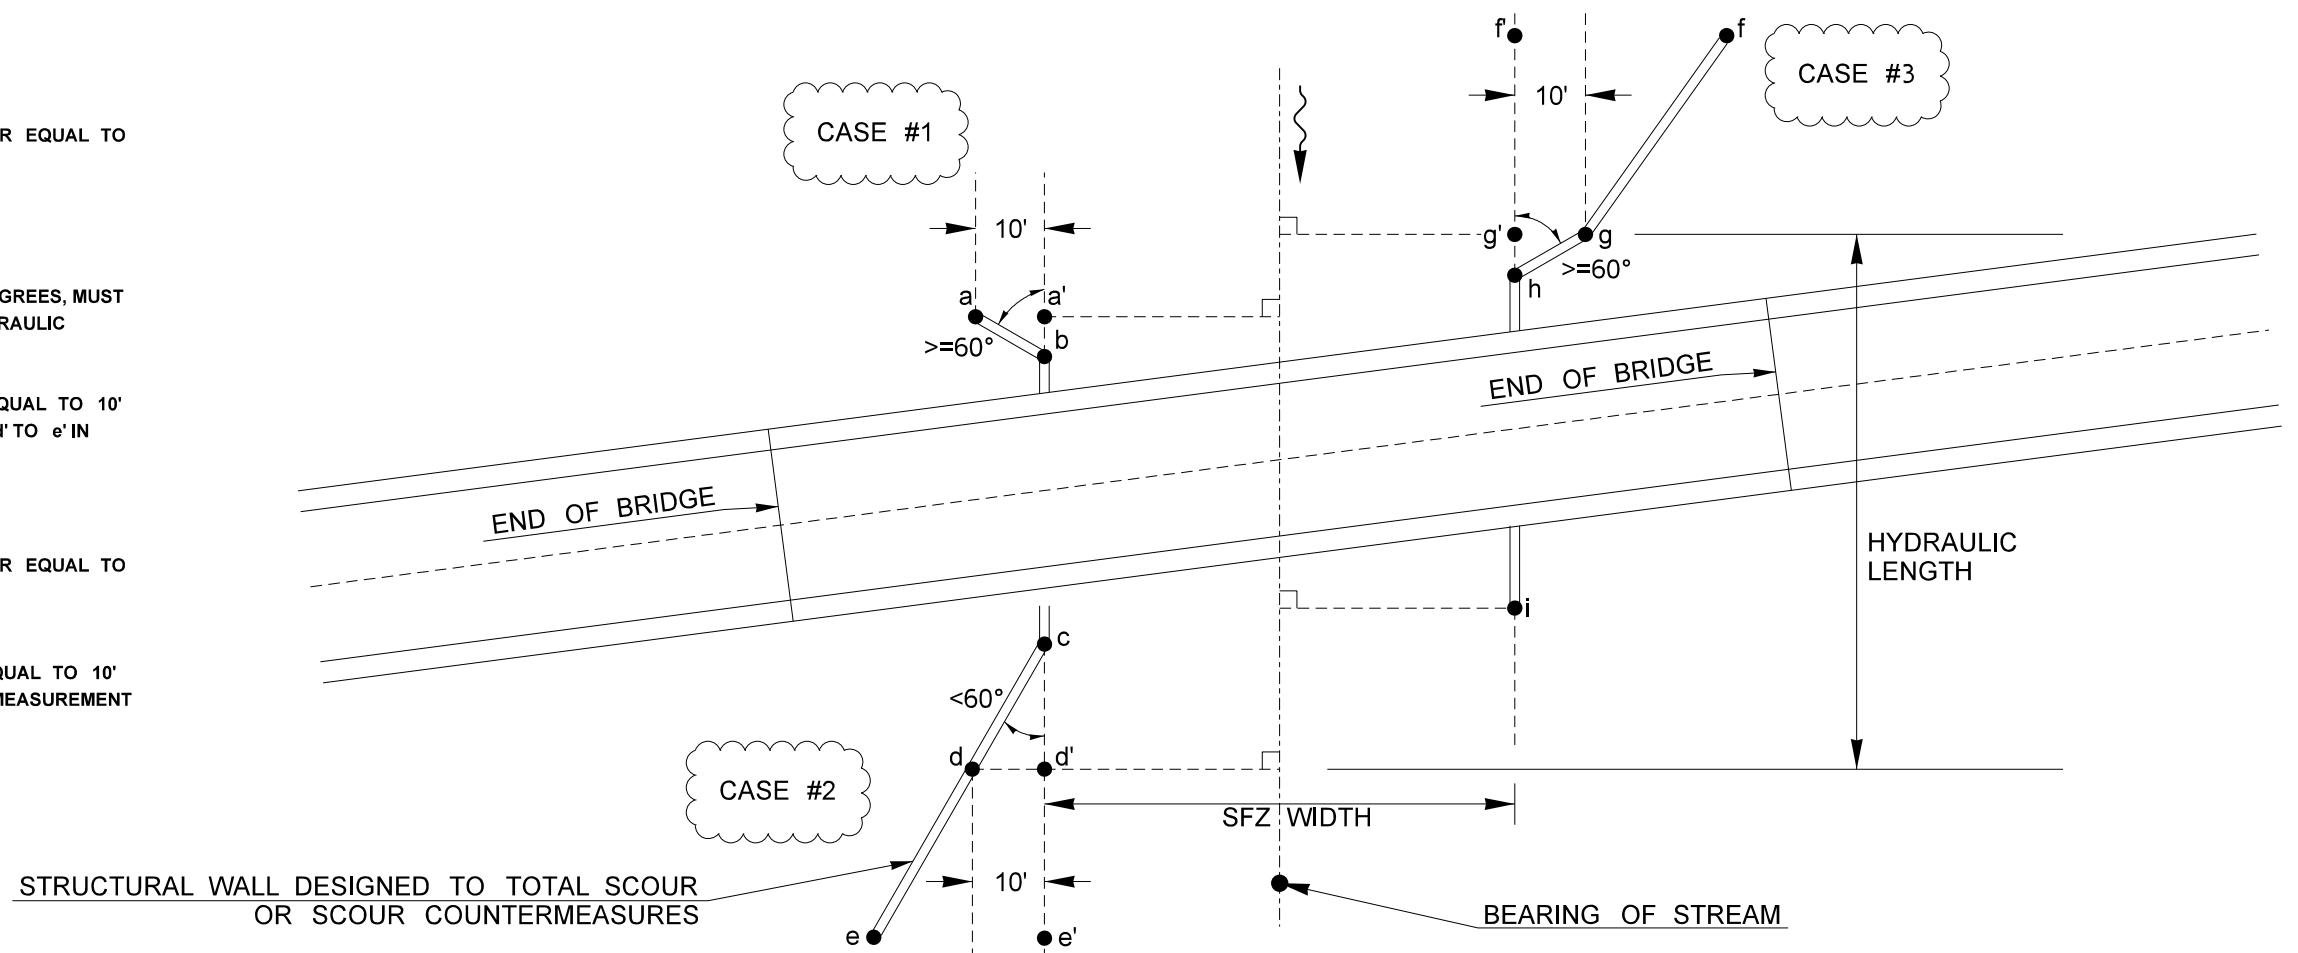 R EQUAL TO
GREES, MUST
RAULIC
QUAL TO 10'
d' TO e' IN
R EQUAL TO
QUAL TO 10'
MEASUREMENT
CASE #1
10'
a
a'
b
>=60°
f'
f
CASE #3
10'
g'
g
>=60°
h
END OF BRIDGE
END OF BRIDGE
HYDRAULIC
LENGTH
i
c
<60°
d
d'
CASE #2
SFZ WIDTH
10'
e
e'
STRUCTURAL WALL DESIGNED TO TOTAL SCOUR
OR SCOUR COUNTERMEASURES
BEARING OF STREAM